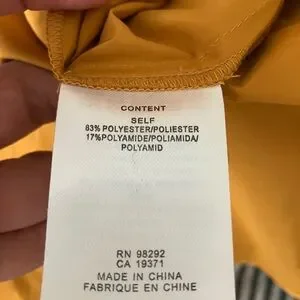 CONTENT
SELF
83% POLYESTER/POLIESTER
17%POLYAMIDE/POLIAMIDA/
POLYAMID
RN 98292
CA 19371
MADE IN CHINA
FABRIQUE EN CHINE